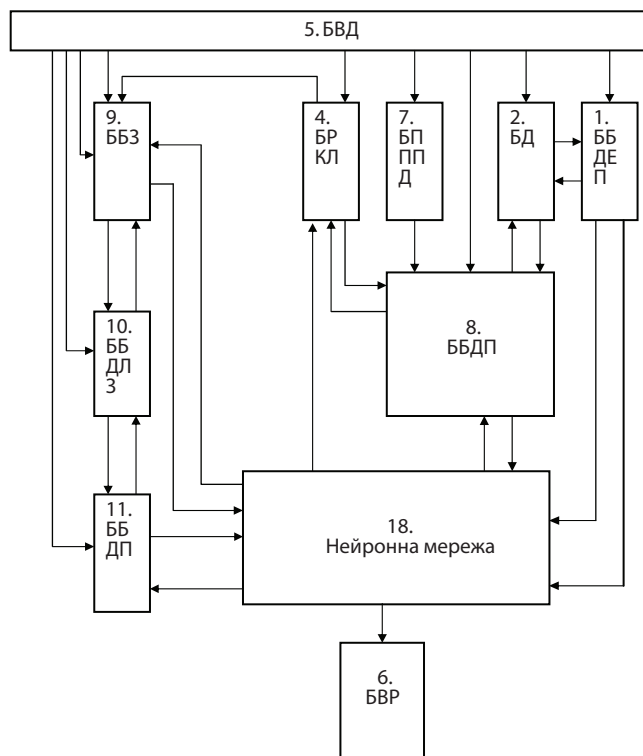 5. БВД
9.
ББЗ
4.
БР
КЛ
7.
БП
ПП
Д
2.
БД
1.
ББ
ДЕ
П
10.
ББ
ДЛ
З
8.
ББДП
11.
ББ
ДП
18.
Нейронна мережа
6.
БВР